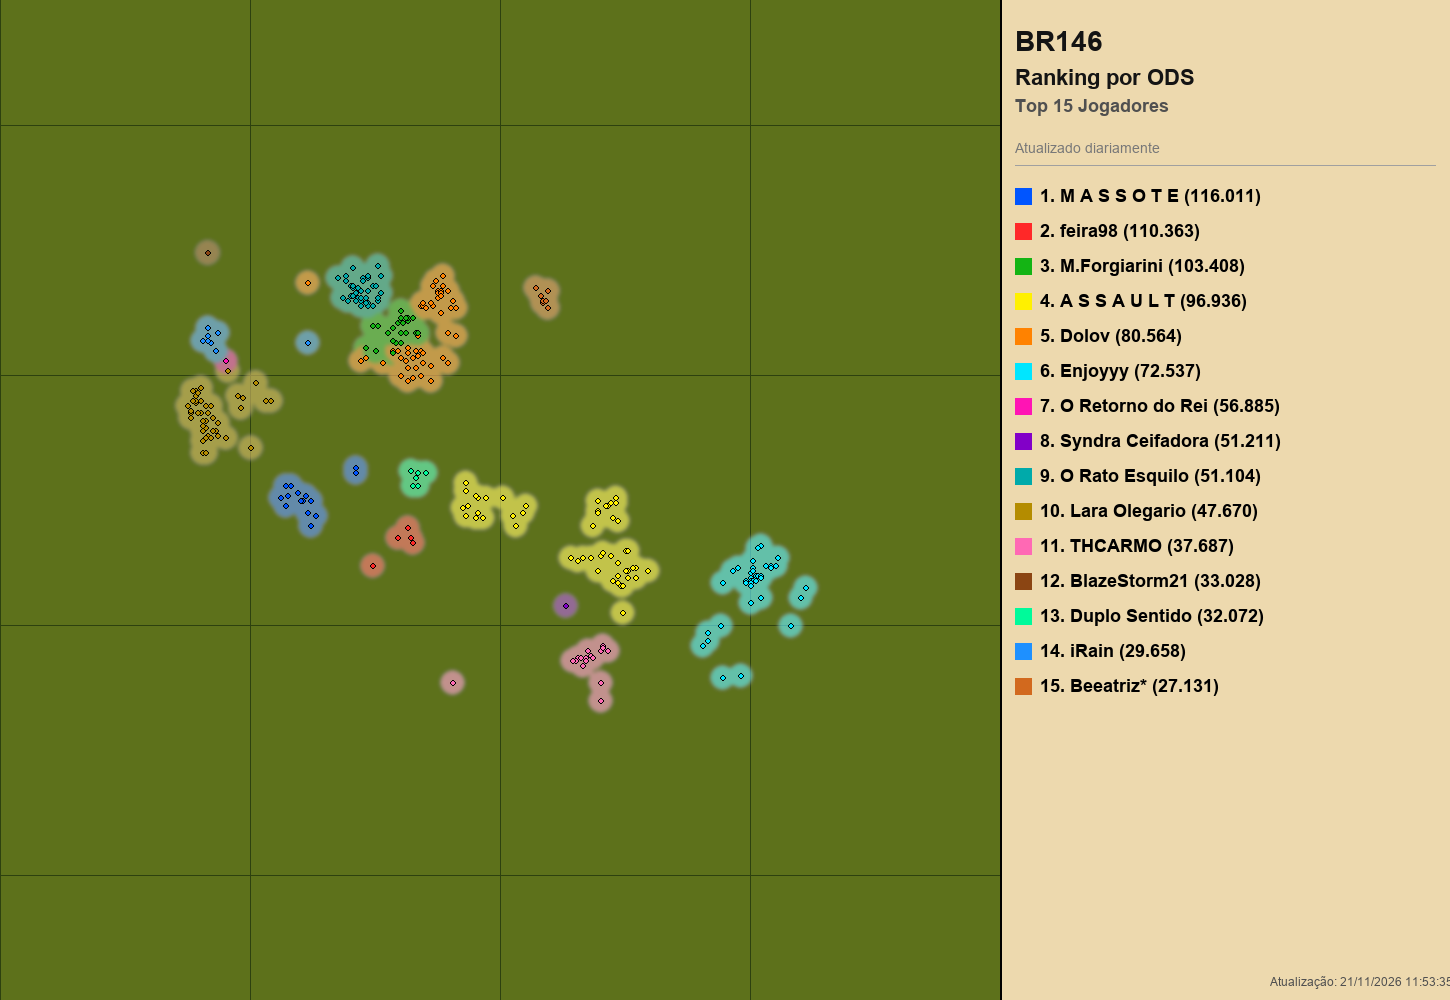 BR146
Ranking por ODS
Top 15 Jogadores
Atualizado diariamente
1. M A S S O T E (116.011)
2. feira98 (110.363)
3. M.Forgiarini (103.408)
4. A S S A U L T (96.936)
5. Dolov (80.564)
6. Enjoyyy (72.537)
7. O Retorno do Rei (56.885)
8. Syndra Ceifadora (51.211)
9. O Rato Esquilo (51.104)
10. Lara Olegario (47.670)
11. THCARMO (37.687)
12. BlazeStorm21 (33.028)
13. Duplo Sentido (32.072)
14. iRain (29.658)
15. Beeatriz* (27.131)
Atualização: 21/11/2026 11:53:35